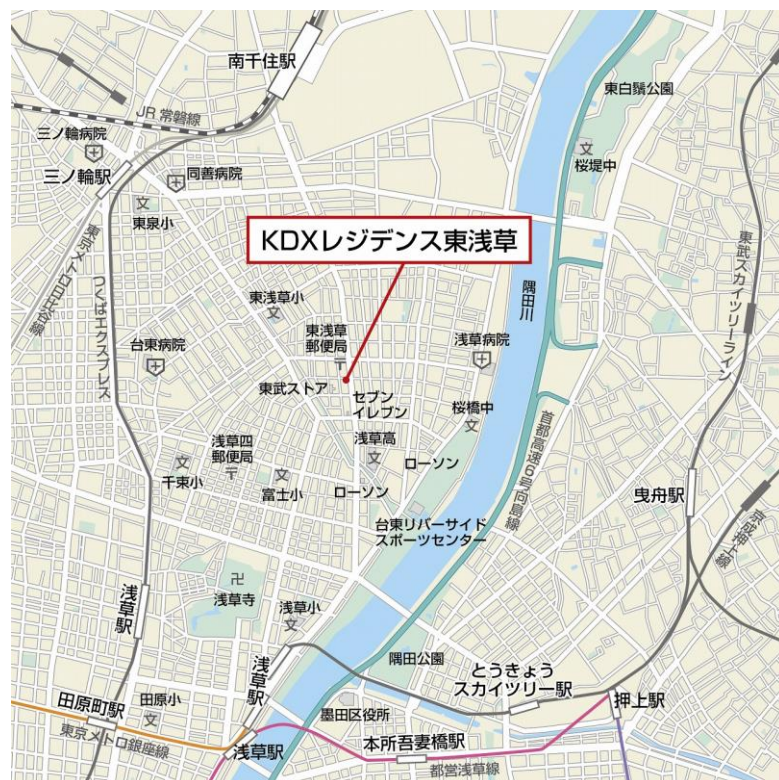 南千住駅
東白鬚公園
JR 常磐線
三ノ輪病院
桜堤中
同善病院
三ノ輪駅
東泉小
KDXレジデンス東浅草
東京メトロ日比谷線
つくばエクスプレス
東武スカイツリーライン
隅田川
東浅草小
東浅草
郵便局
台東病院
浅草病院
東武ストア
セブン
イレブン
桜橋中
首都高速6号向島線
浅草四
郵便局
浅草高
千束小
富士小
ローソン
ローソン
曳舟駅
京成押上線
台東リバーサイド
スポーツセンター
浅草駅
浅草寺
浅草小
隅田公園
とうきょう
スカイツリー駅
浅草駅
田原町駅
田原小
墨田区役所
押上駅
東京メトロ銀座線
浅草駅
本所吾妻橋駅
都営浅草線